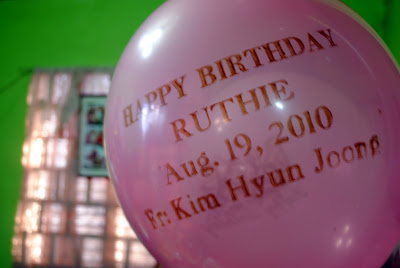 HAPPY BIRTHDAY
RUTHIE
Aug. 19, 2010
Fr: Kim Hyun Joong